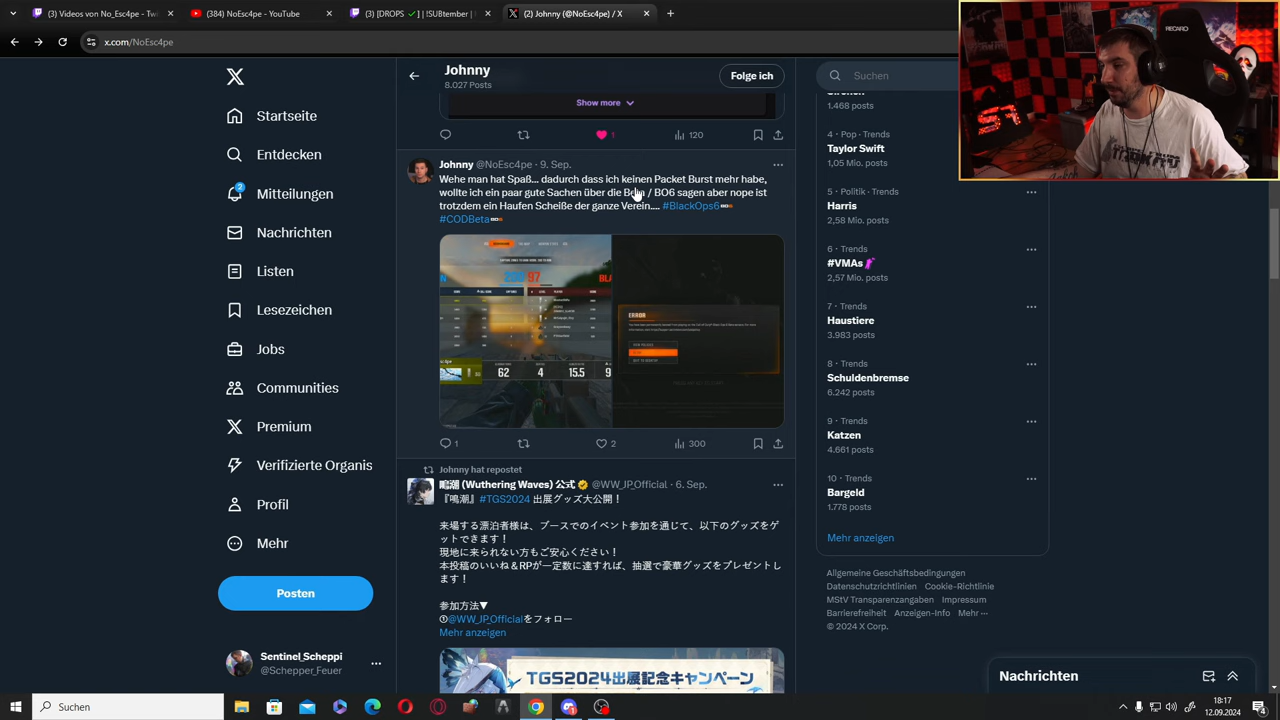 (3) Videos von No_Esc4pe - Twi
(384) NoEsc4pe - YouTube
(3) [DROPS ✅] | ISUBtember
(2) Johnny (@NoEsc4pe) / X
x.com/NoEsc4pe
RECARO
Startseite
Entdecken
2
Mitteilungen
Nachrichten
Listen
Lesezeichen
Jobs
Communities
Premium
Verifizierte Organis
Profil
Mehr
Posten
Sentinel_Scheppi
@Schepper_Feuer
Johnny
8.027 Posts
Folge ich
Show more
1
120
Johnny @NoEsc4pe · 9. Sep.
Wehe man hat Spaß... dadurch dass ich keinen Packet Burst mehr habe,
wollte ich ein paar gute Sachen über die / BO6 sagen aber nope ist
trotzdem ein Haufen Scheiße der ganze Verein.... #BlackOps6
#CODBeta
97
BLA
ERROR
62
4
15.5
9
1
2
300
Johnny hat repostet
鳴潮 (Wuthering Waves) 公式 @WW_JP_Official · 6. Sep.
『鳴潮』#TGS2024 出展グッズ大公開！
来場する漂泊者様は、ブースでのイベント参加を通じて、以下のグッズをゲ
ットできます！
現地に来られない方もご安心ください！
本投稿のいいね＆RPが一定数に達すれば、抽選で豪華グッズをプレゼントし
ます！
参加方法▼
①@WW_JP_Officialをフォロー
Mehr anzeigen
TGS2024出展記念キャンペーン
Suchen
1.468 posts
4 · Pop · Trends
Taylor Swift
1,05 Mio. posts
5 · Politik · Trends
Harris
2,58 Mio. posts
6 · Trends
#VMAs
2,57 Mio. posts
7 · Trends
Haustiere
3.983 posts
8 · Trends
Schuldenbremse
6.242 posts
9 · Trends
Katzen
4.661 posts
10 · Trends
Bargeld
1.778 posts
Mehr anzeigen
Allgemeine Geschäftsbedingungen
Datenschutzrichtlinien Cookie-Richtlinie
MStV Transparenzangaben Impressum
Barrierefreiheit Anzeigen-Info Mehr ···
© 2024 X Corp.
Nachrichten
Suchen
18:17
12.09.2024
4